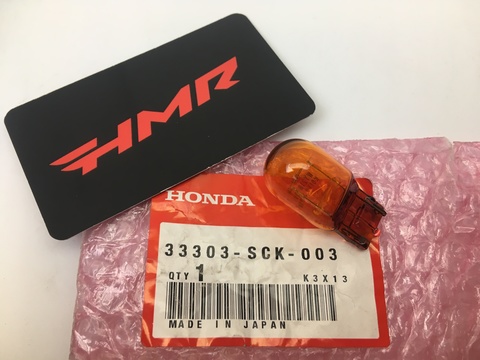 HMR
HONDA
33303-SCK-003
QTY 1 K3X13
MADE IN JAPAN